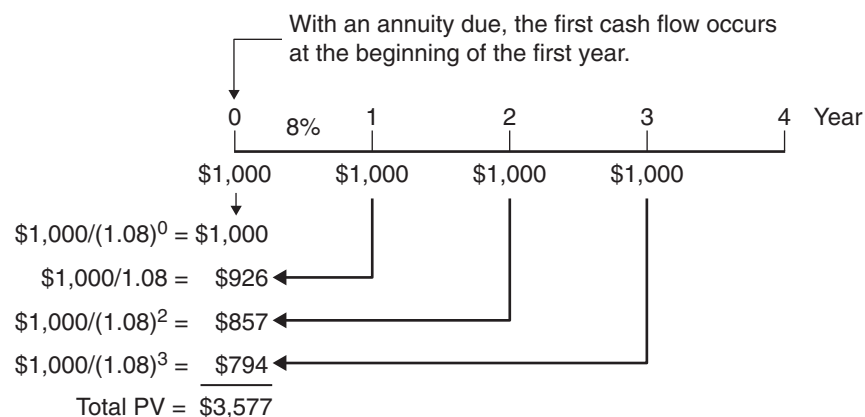 With an annuity due, the first cash flow occurs
at the beginning of the first year.
0 8% 1 2 3 4 Year
$1,000 $1,000 $1,000 $1,000
$1,000/(1.08)⁰ = $1,000
$1,000/1.08 = $926
$1,000/(1.08)² = $857
$1,000/(1.08)³ = $794
Total PV = $3,577